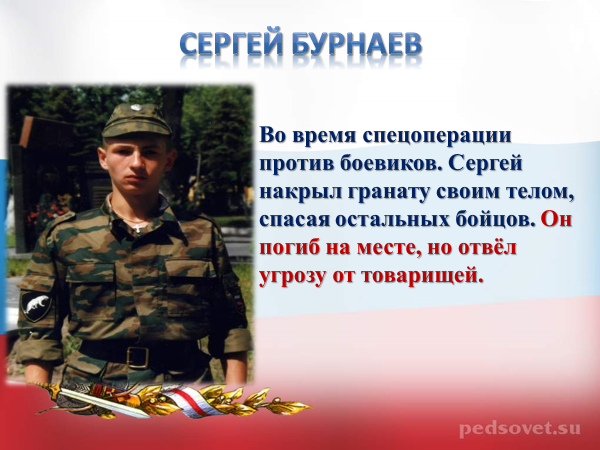 СЕРГЕЙ БУРНАЕВ
Во время спецоперации
против боевиков. Сергей
накрыл гранату своим телом,
спасая остальных бойцов. Он
погиб на месте, но отвёл
угрозу от товарищей.
pedsovet.su